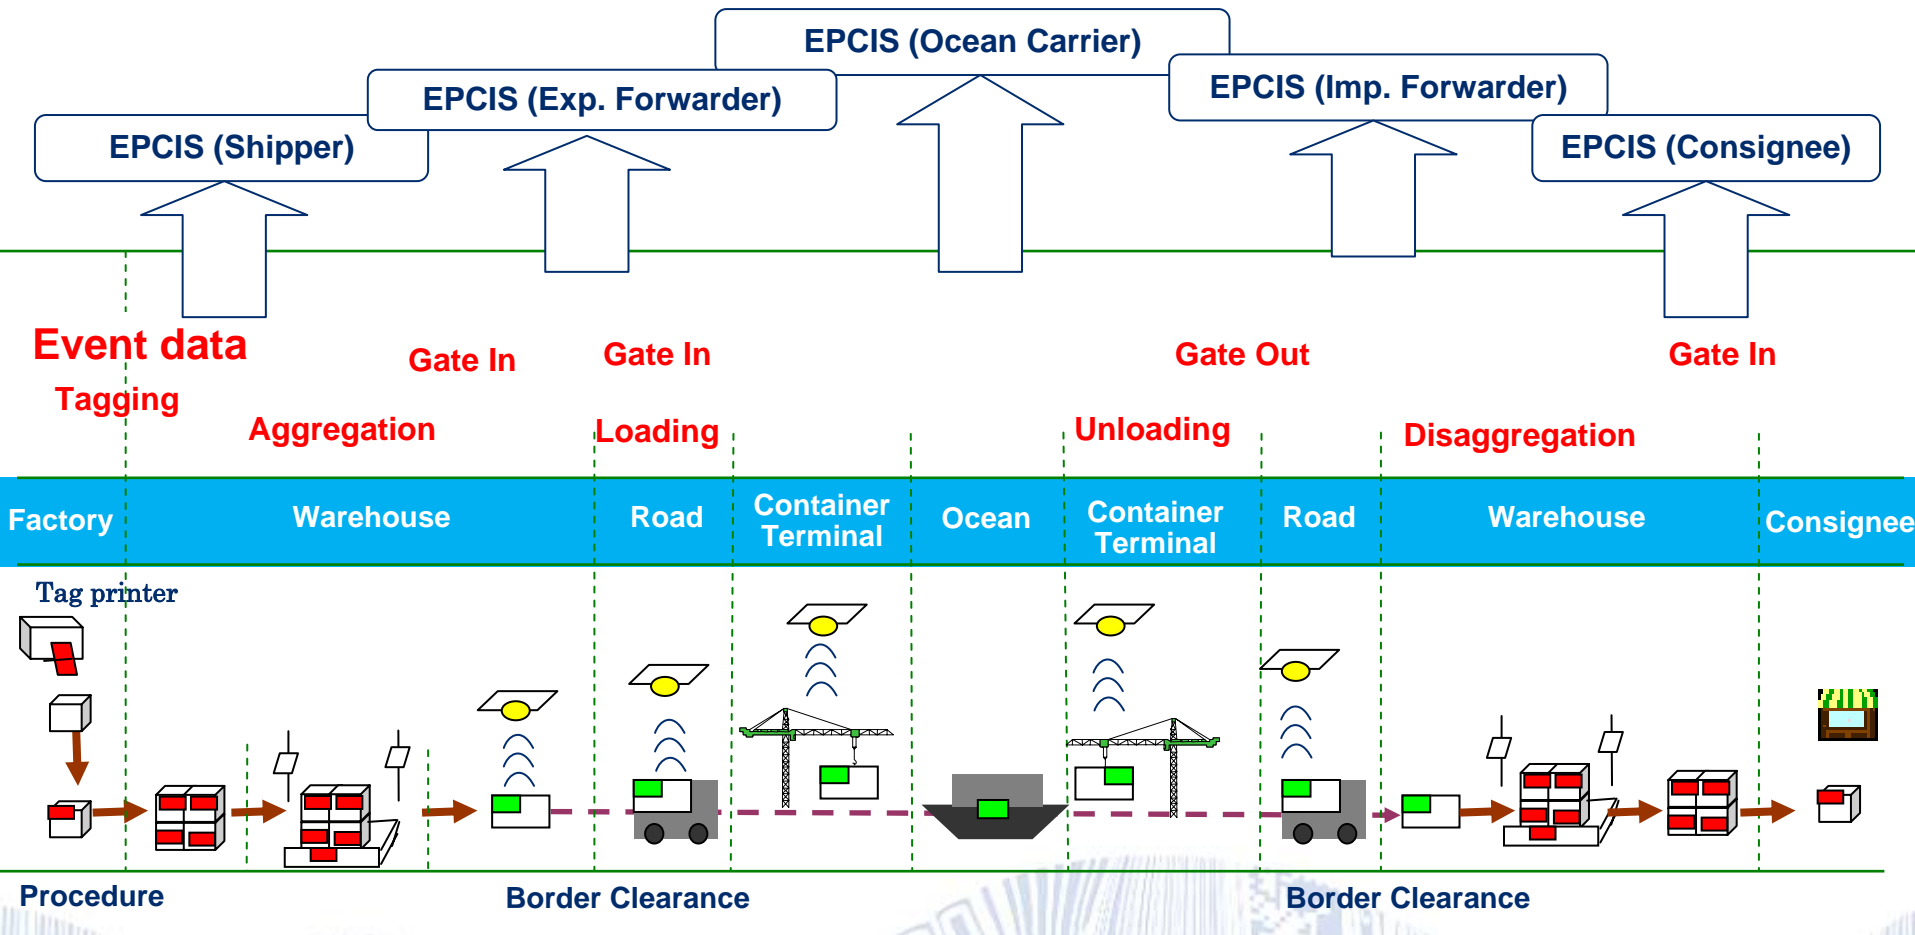 EPCIS (Ocean Carrier)
EPCIS (Exp. Forwarder)
EPCIS (Imp. Forwarder)
EPCIS (Shipper)
EPCIS (Consignee)
Event data
Gate In
Gate In
Gate Out
Gate In
Tagging
Aggregation
Loading
Unloading
Disaggregation
Factory
Warehouse
Road
Container
Terminal
Ocean
Container
Terminal
Road
Warehouse
Consignee
Tag printer
Procedure
Border Clearance
Border Clearance